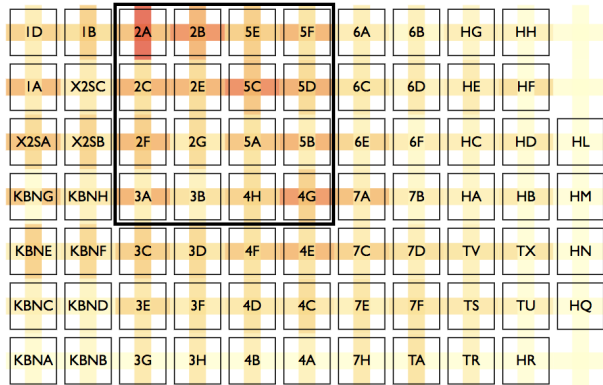 1D 1B 2A 2B 5E 5F 6A 6B HG HH
1A X2SC 2C 2E 5C 5D 6C 6D HE HF
X2SA X2SB 2F 2G 5A 5B 6E 6F HC HD HL
KBNG KBNH 3A 3B 4H 4G 7A 7B HA HB HM
KBNE KBNF 3C 3D 4F 4E 7C 7D TV TX HN
KBNC KBND 3E 3F 4D 4C 7E 7F TS TU HQ
KBNA KBNB 3G 3H 4B 4A 7H TA TR HR